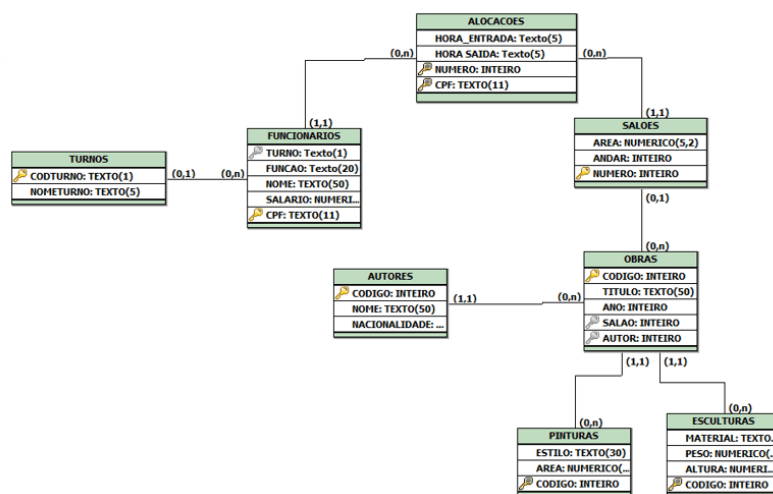 ALOCACOES
HORA_ENTRADA: Texto(5)
HORA SAIDA: Texto(5)
NUMERO: INTEIRO
CPF: TEXTO(11)
(0,n)
(0,n)
(1,1)
(1,1)
FUNCIONARIOS
TURNO: Texto(1)
FUNCAO: Texto(20)
NOME: TEXTO(50)
SALARIO: NUMERI...
CPF: TEXTO(11)
SALOES
AREA: NUMERICO(5,2)
ANDAR: INTEIRO
NUMERO: INTEIRO
TURNOS
CODTURNO: TEXTO(1)
NOMETURNO: TEXTO(5)
(0,1)
(0,n)
(0,1)
(0,n)
OBRAS
CODIGO: INTEIRO
TITULO: TEXTO(50)
ANO: INTEIRO
SALAO: INTEIRO
AUTOR: INTEIRO
AUTORES
CODIGO: INTEIRO
NOME: TEXTO(50)
NACIONALIDADE: ...
(1,1)
(0,n)
(1,1)
(1,1)
(0,n)
(0,n)
PINTURAS
ESTILO: TEXTO(30)
AREA: NUMERICO(...
CODIGO: INTEIRO
ESCULTURAS
MATERIAL: TEXTO...
PESO: NUMERICO(...
ALTURA: NUMERI...
CODIGO: INTEIRO